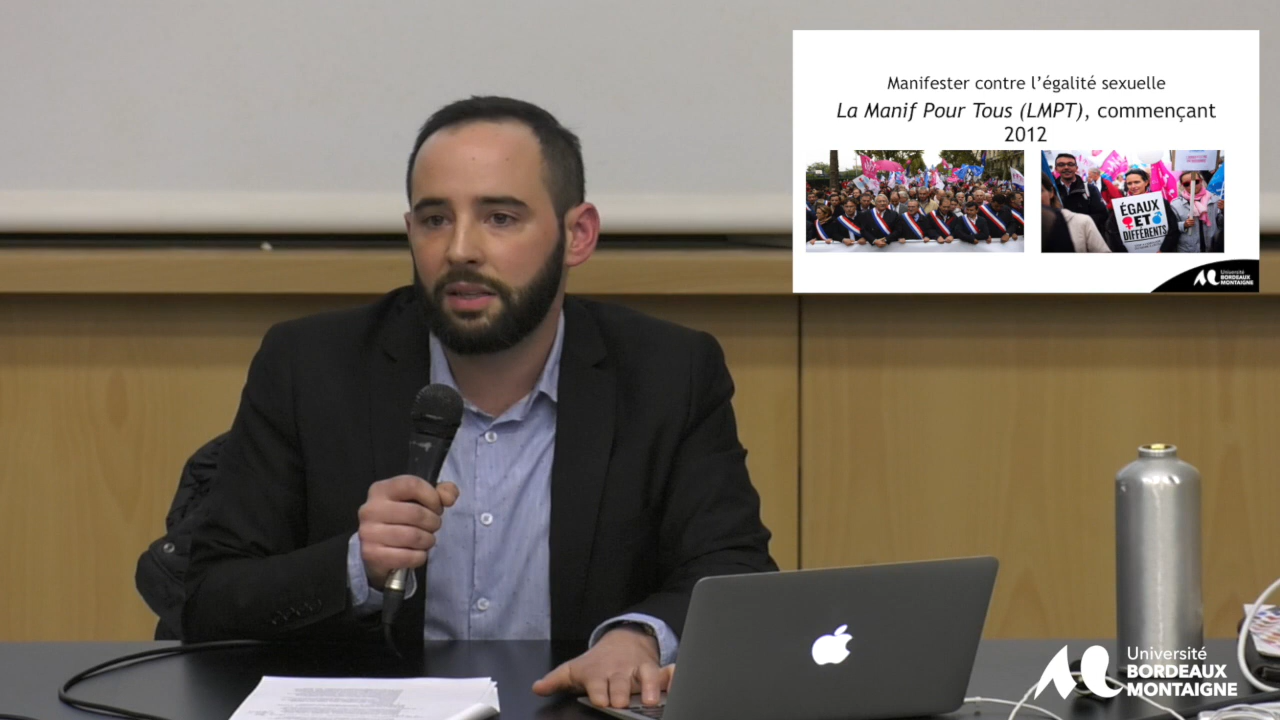 Manifester contre l’égalité sexuelle
La Manif Pour Tous (LMPT), commençant
2012
ÉGAUX
ET
DIFFÉRENTS
Université
BORDEAUX
MONTAIGNE
Université
BORDEAUX
MONTAIGNE